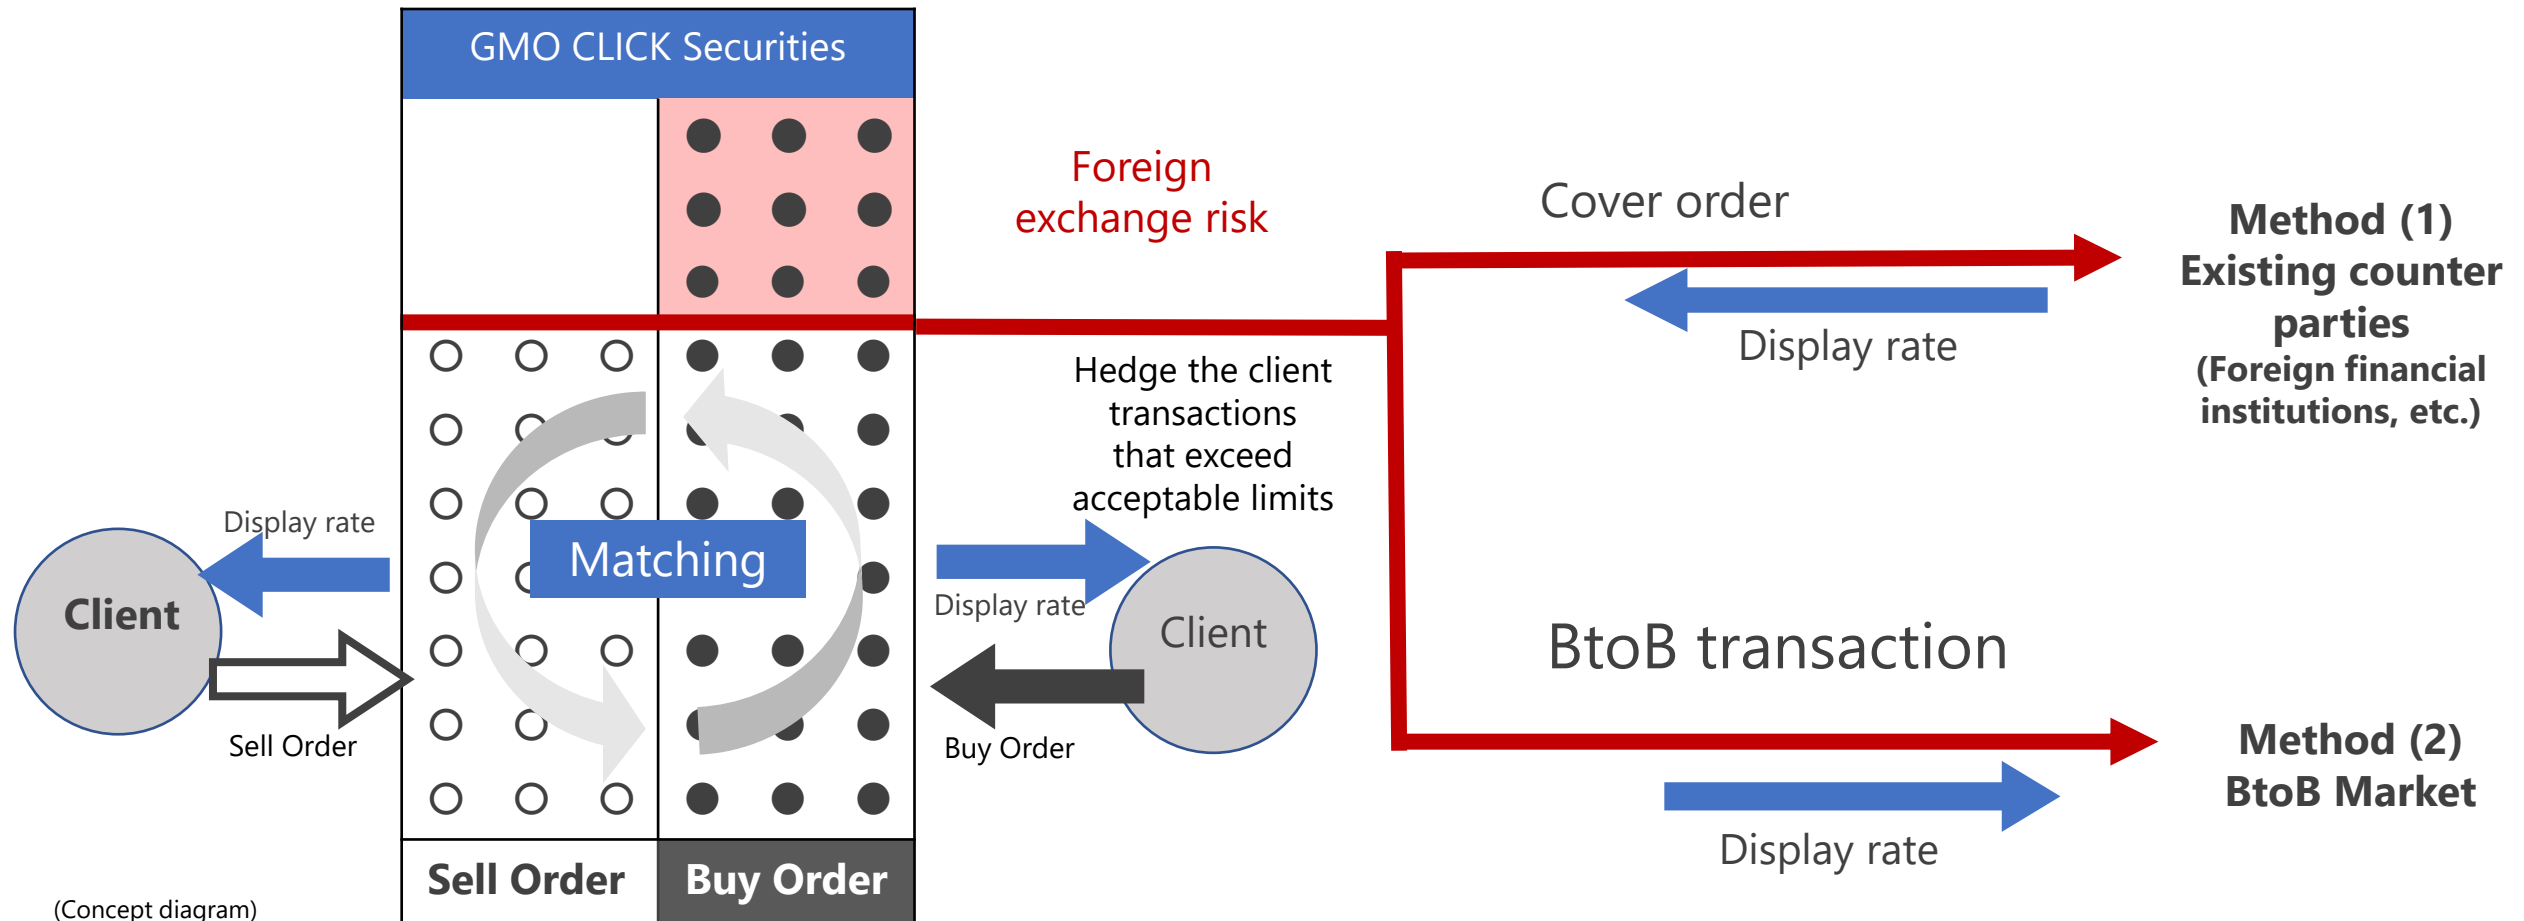 GMO CLICK Securities
Foreign
exchange risk
Cover order
Method (1)
Existing counter
parties
(Foreign financial
institutions, etc.)
Display rate
Hedge the client
transactions
that exceed
acceptable limits
Display rate
Matching
Client
Display rate
Client
BtoB transaction
Sell Order
Buy Order
Method (2)
BtoB Market
Display rate
Sell Order
Buy Order
(Concept diagram)